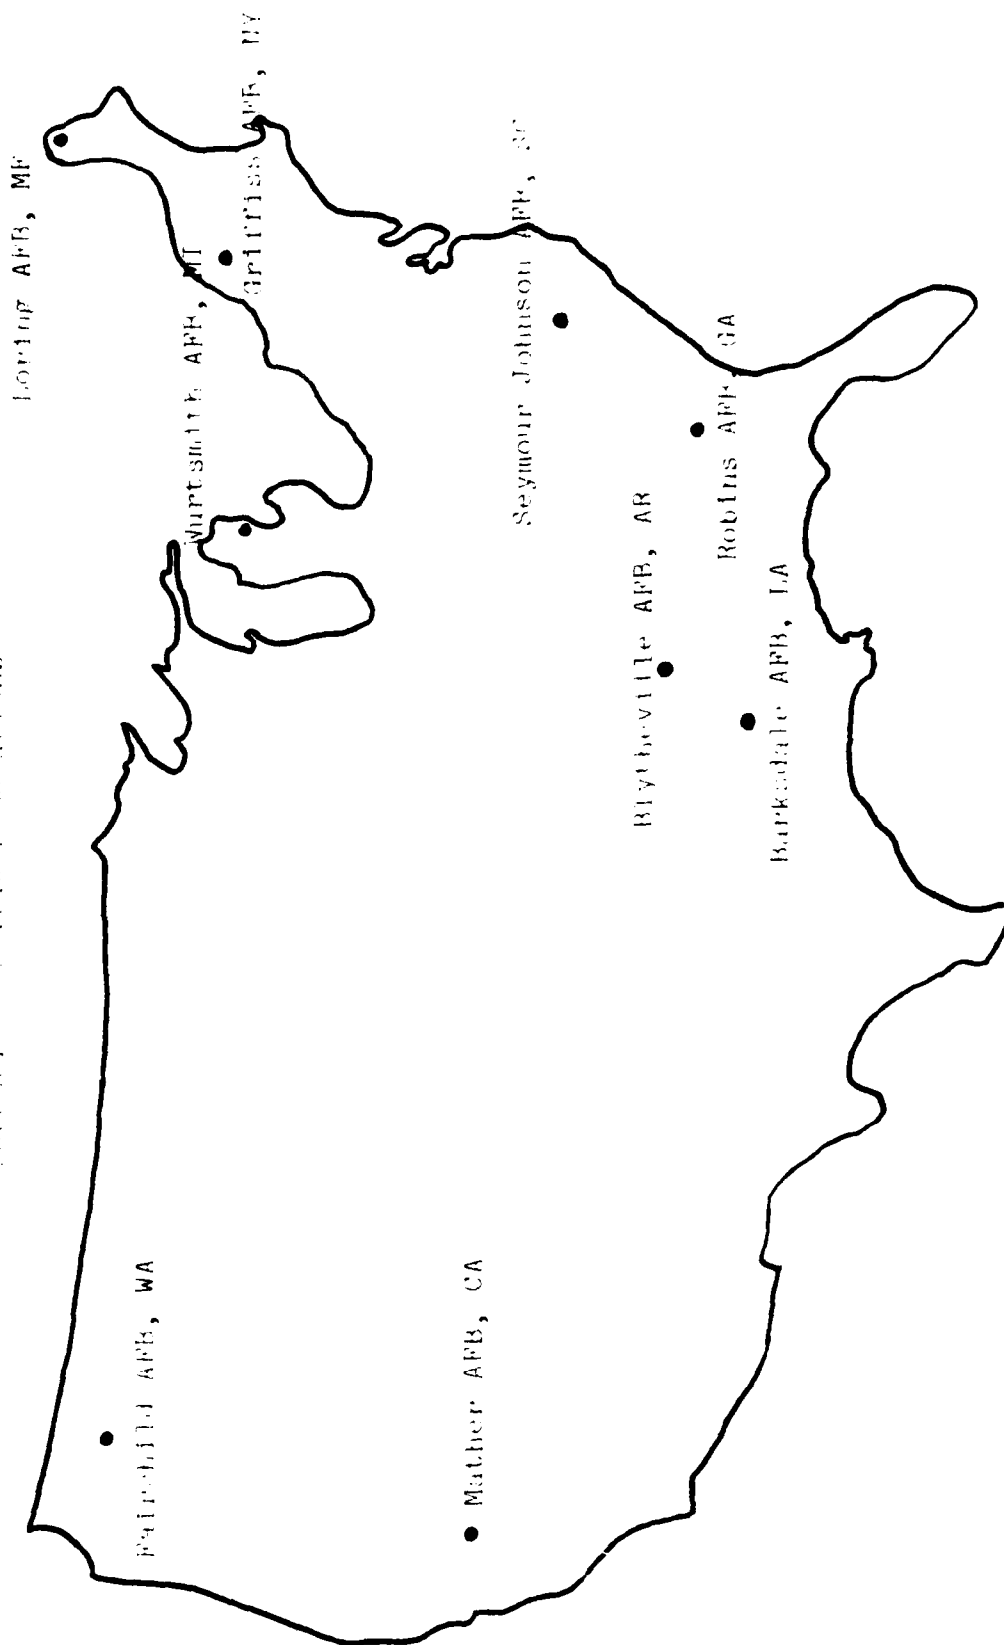 Loring AFB, ME
Wurtsmith AFB, MI
Griffiss AFB, NY
Fairchild AFB, WA
Mather AFB, CA
Seymour Johnson AFB,
Blytheville AFB, AR
Robins AFB GA
Barksdale AFB, LA